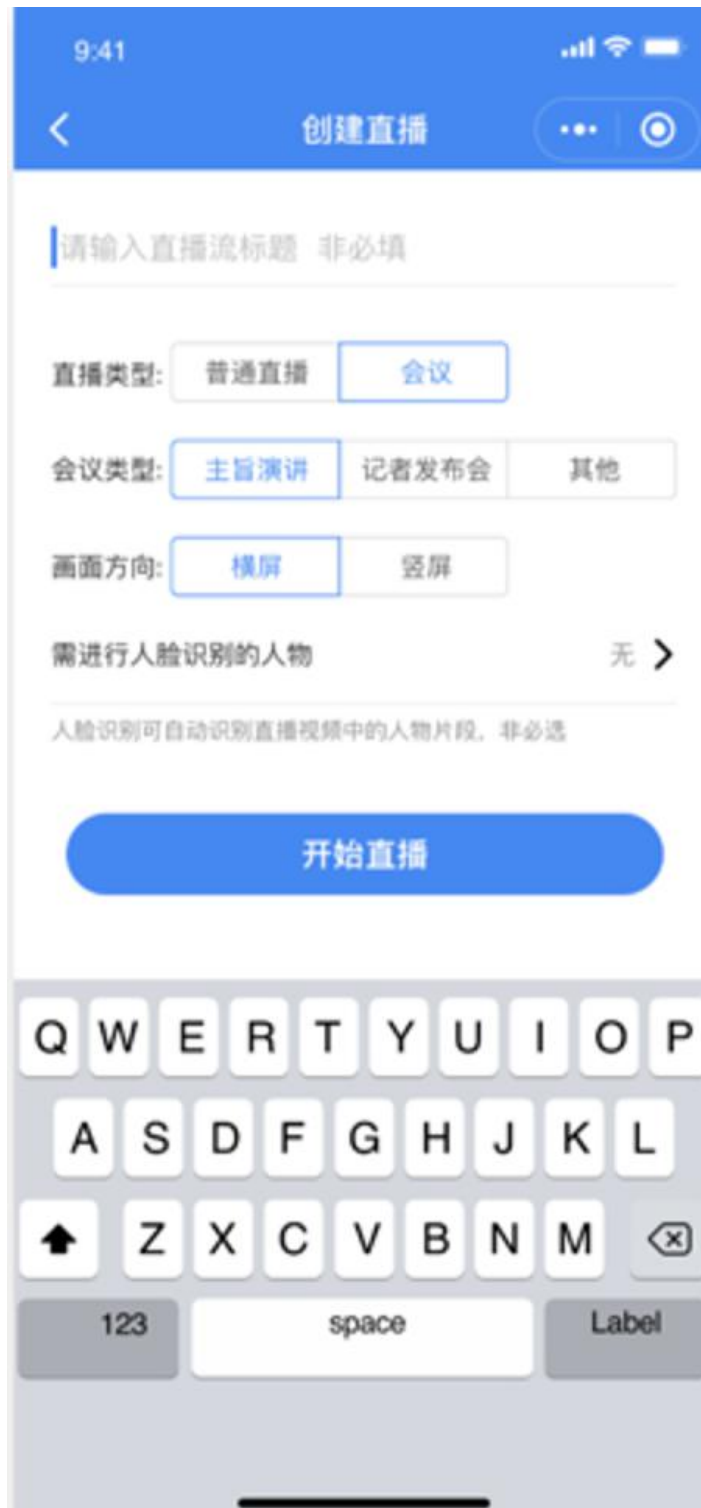 9:41
创建直播
请输入直播流标题 非必填
直播类型: 普通直播 会议
会议类型: 主旨演讲 记者发布会 其他
画面方向: 横屏 竖屏
需进行人脸识别的人物 无
人脸识别可自动识别直播视频中的人物片段，非必选
开始直播
Q W E R T Y U I O P
A S D F G H J K L
Z X C V B N M
123 space Label